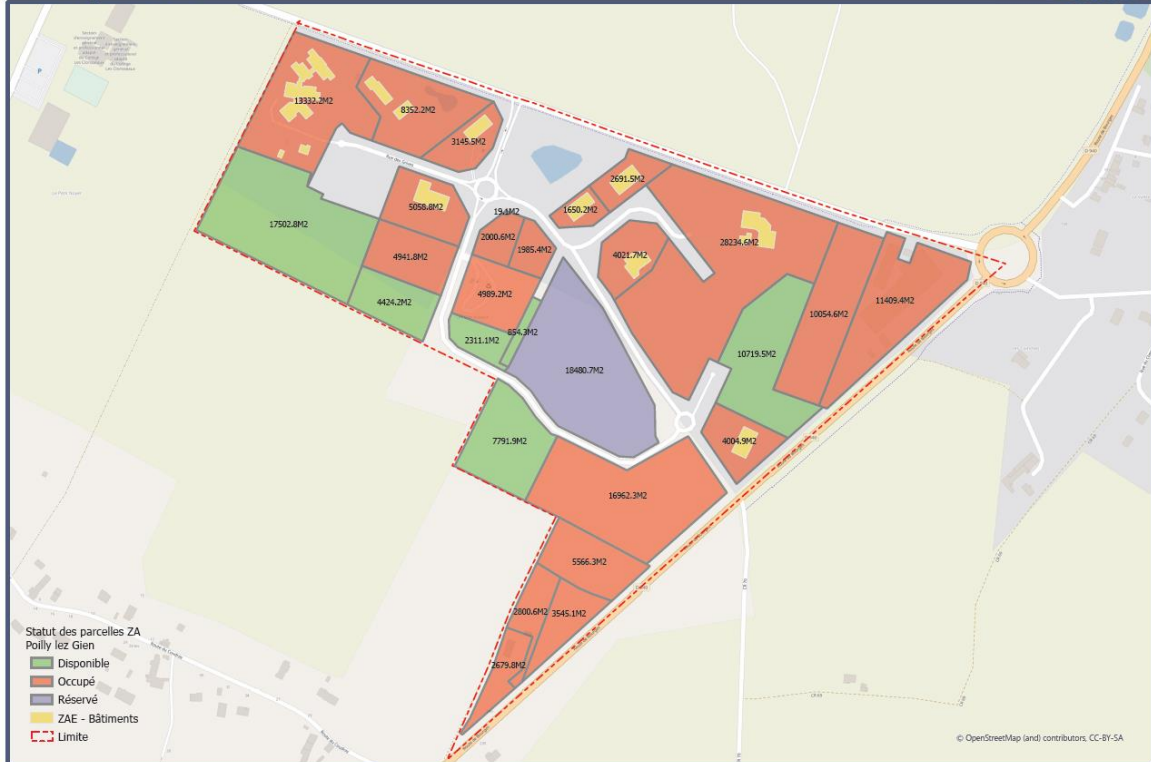 P
13332.2M2
8352.2M2
3145.5M2
2691.5M2
1650.2M2
19.1M2
5058.8M2
2000.6M2
1985.4M2
28234.6M2
4021.7M2
17502.8M2
4941.8M2
4424.2M2
4989.2M2
854.3M2
2311.1M2
10054.6M2
11409.4M2
10719.5M2
18480.7M2
7791.9M2
4004.9M2
16962.3M2
5566.3M2
2800.6M2
3545.1M2
2679.8M2
Statut des parcelles ZA
Poilly lez Gien
Disponible
Occupé
Réservé
ZAE - Bâtiments
Limite
© OpenStreetMap (and) contributors, CC-BY-SA